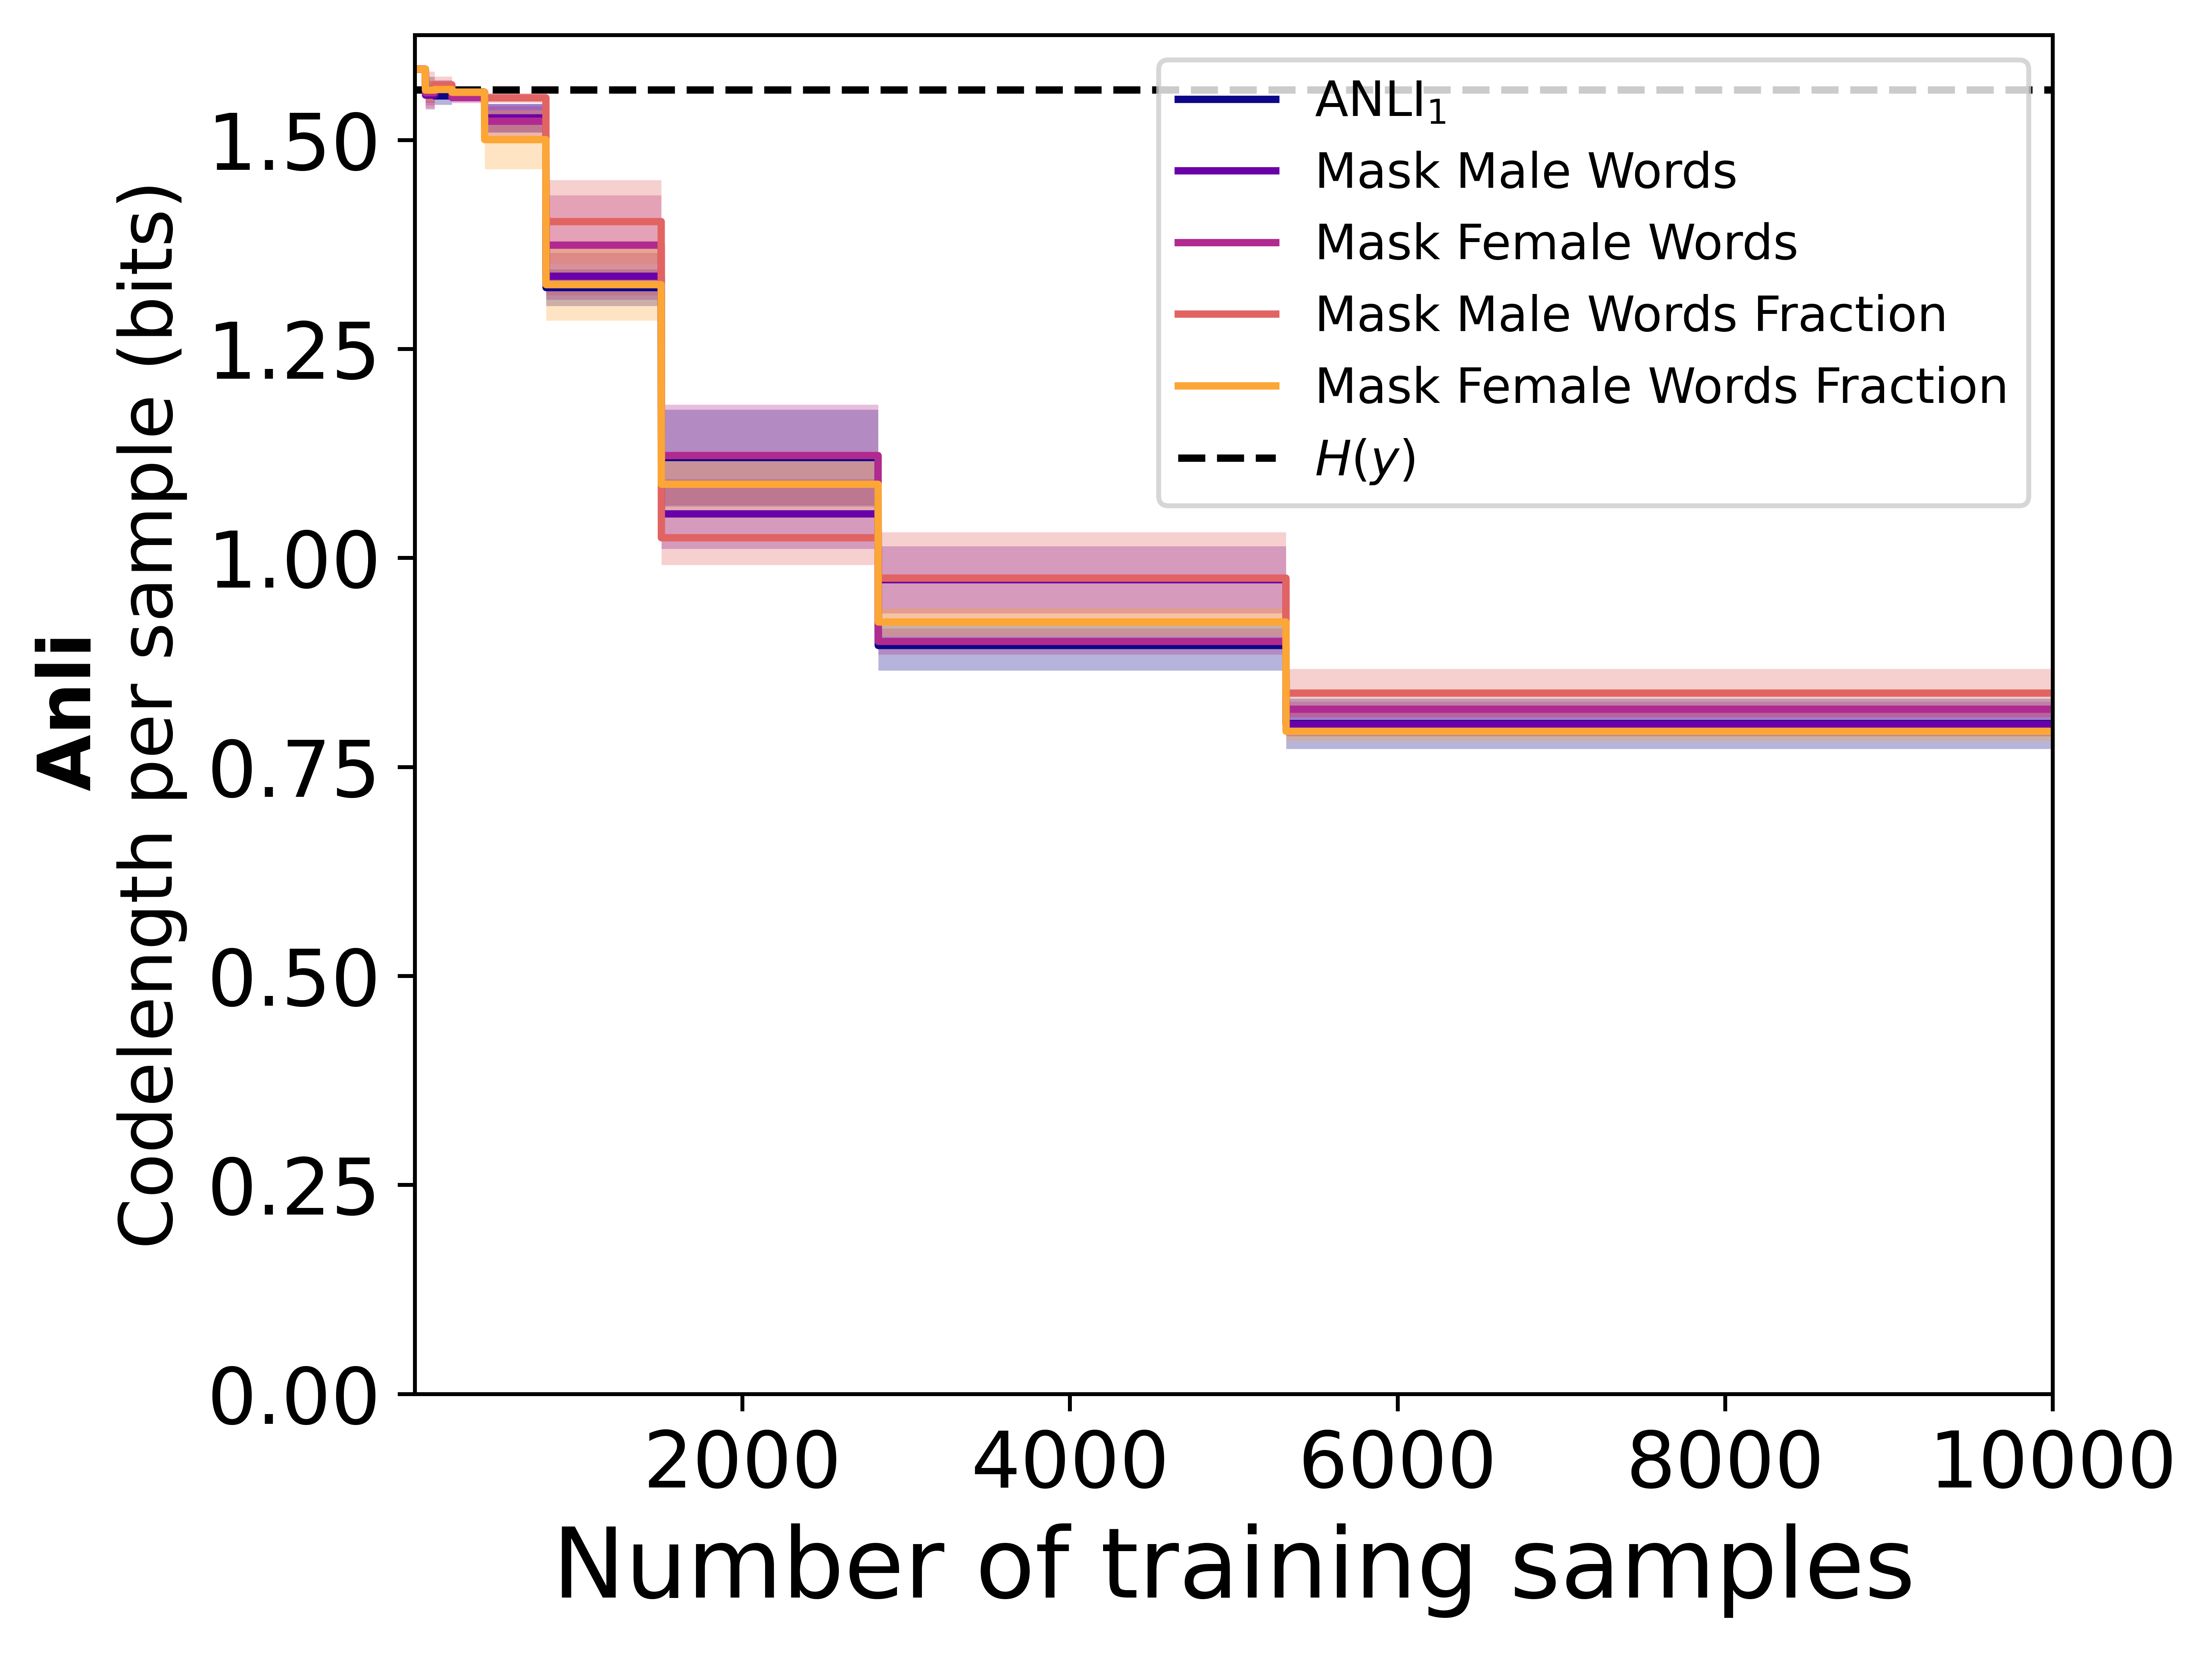 Anli
Codelength per sample (bits)
1.50
1.25
1.00
0.75
0.50
0.25
0.00
ANLI₁
Mask Male Words
Mask Female Words
Mask Male Words Fraction
Mask Female Words Fraction
H(y)
2000 4000 6000 8000 10000
Number of training samples